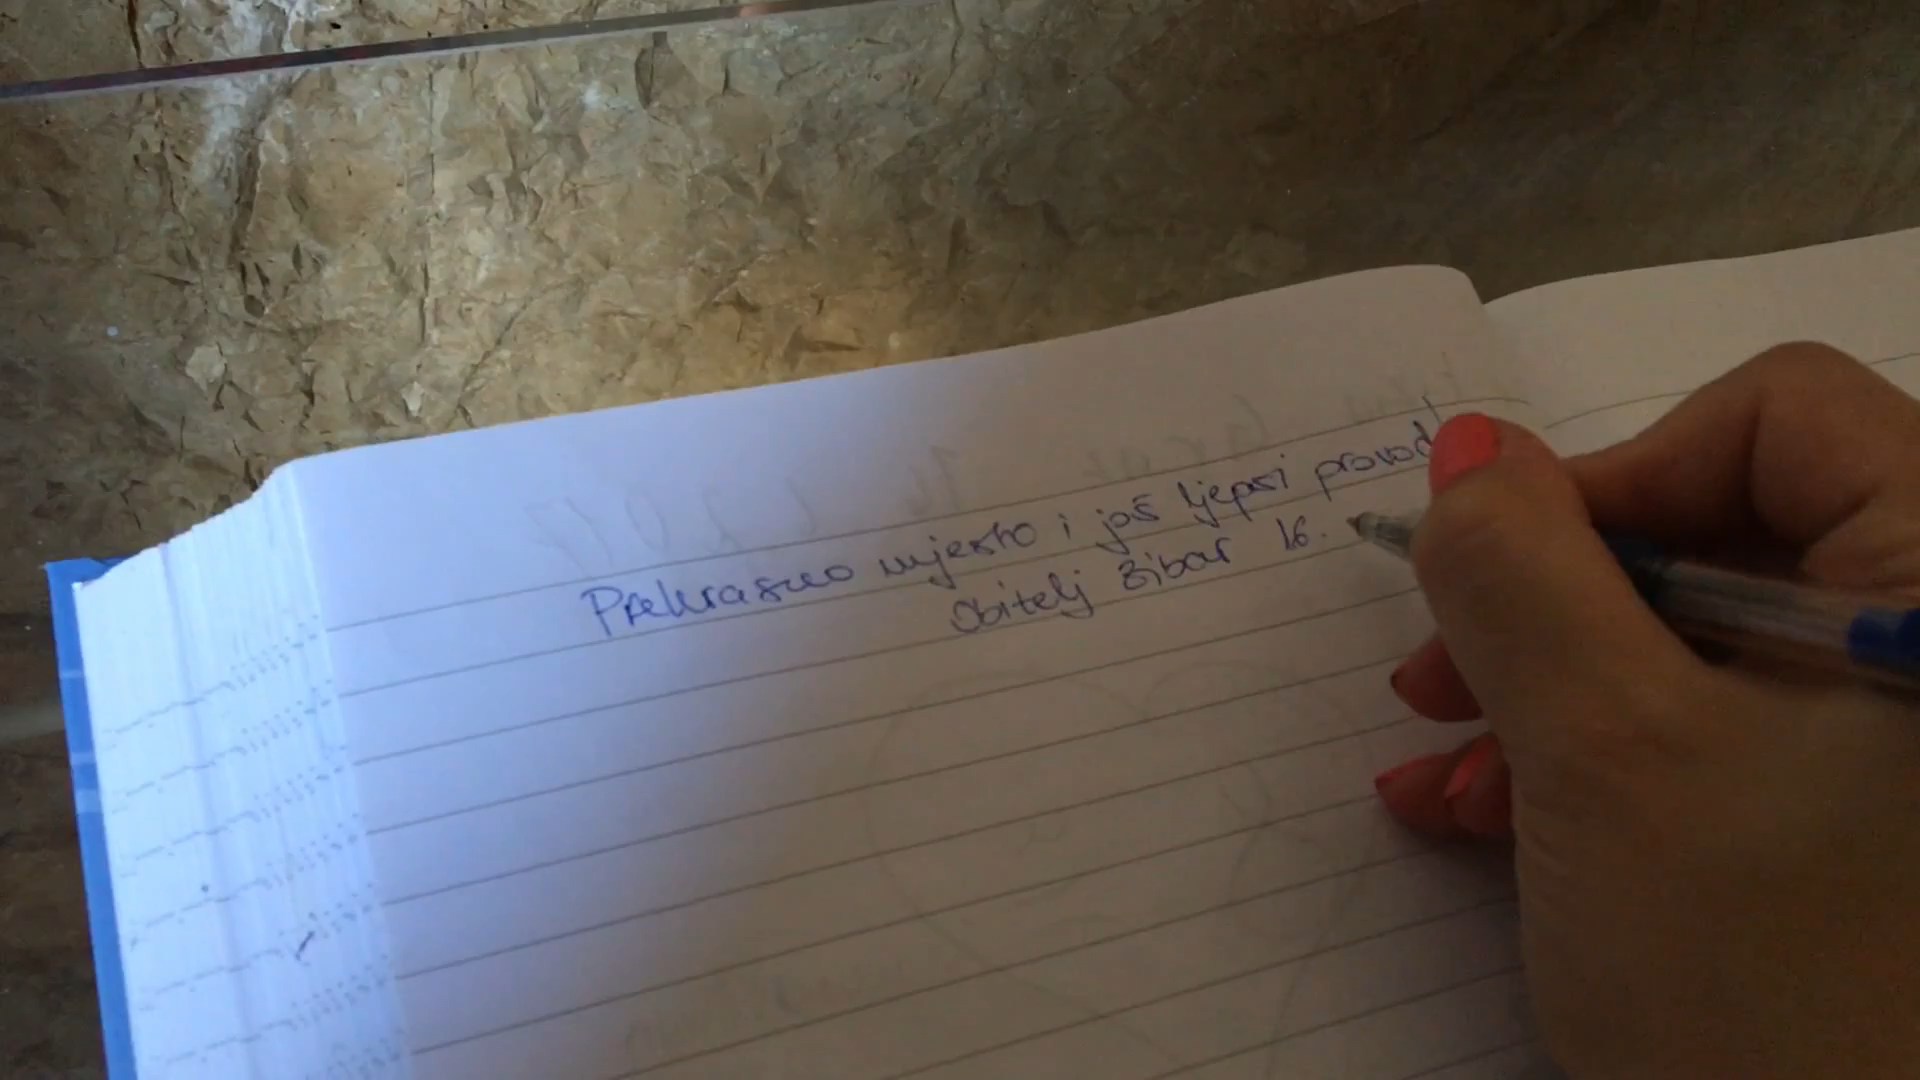 Prekrasno mjesto i još ljepši provod!
Obitelj Žibar 16.